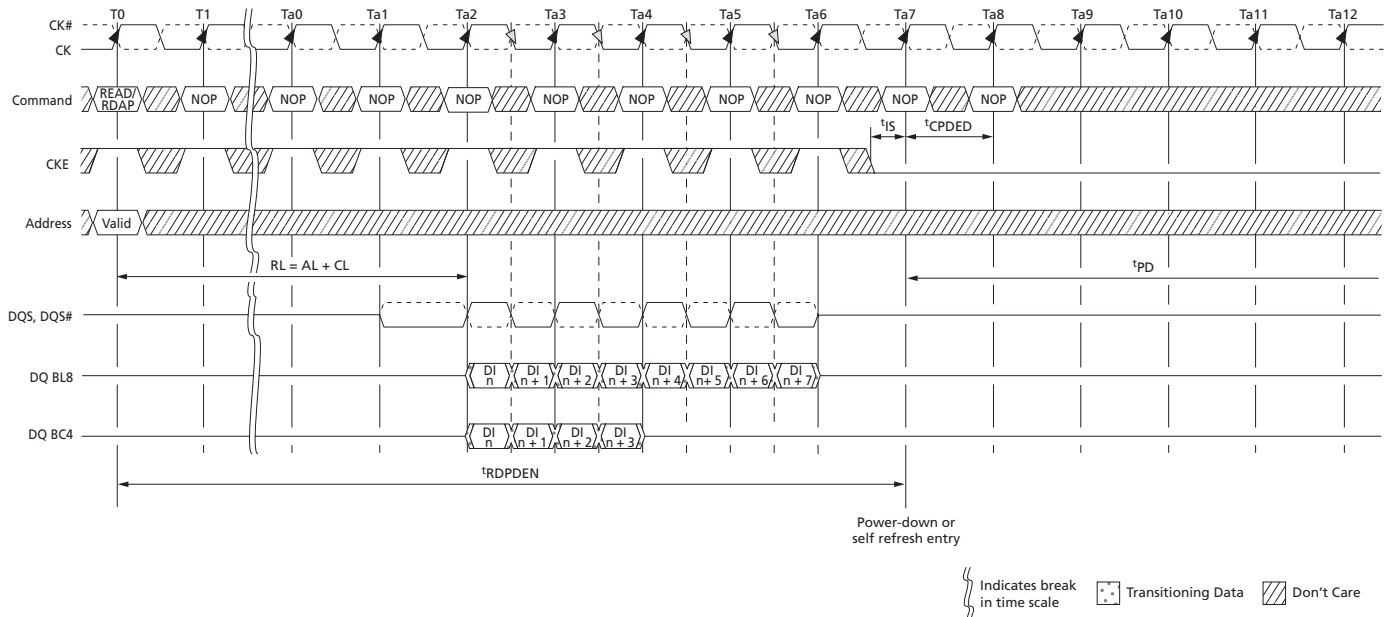 T0 T1 Ta0 Ta1 Ta2 Ta3 Ta4 Ta5 Ta6 Ta7 Ta8 Ta9 Ta10 Ta11 Ta12
CK#
CK
Command READ/ RDAP NOP NOP NOP NOP NOP NOP NOP NOP NOP NOP
tIS tCPDED
CKE
Address Valid
RL = AL + CL tPD
DQS, DQS#
DQ BL8 DI n DI n + 1 DI n + 2 DI n + 3 DI n + 4 DI n+ 5 DI n + 6 DI n + 7
DQ BC4 DI n DI n + 1 DI n + 2 DI n + 3
tRDPDEN
Power-down or
self refresh entry
Indicates break
in time scale
Transitioning Data
Don't Care